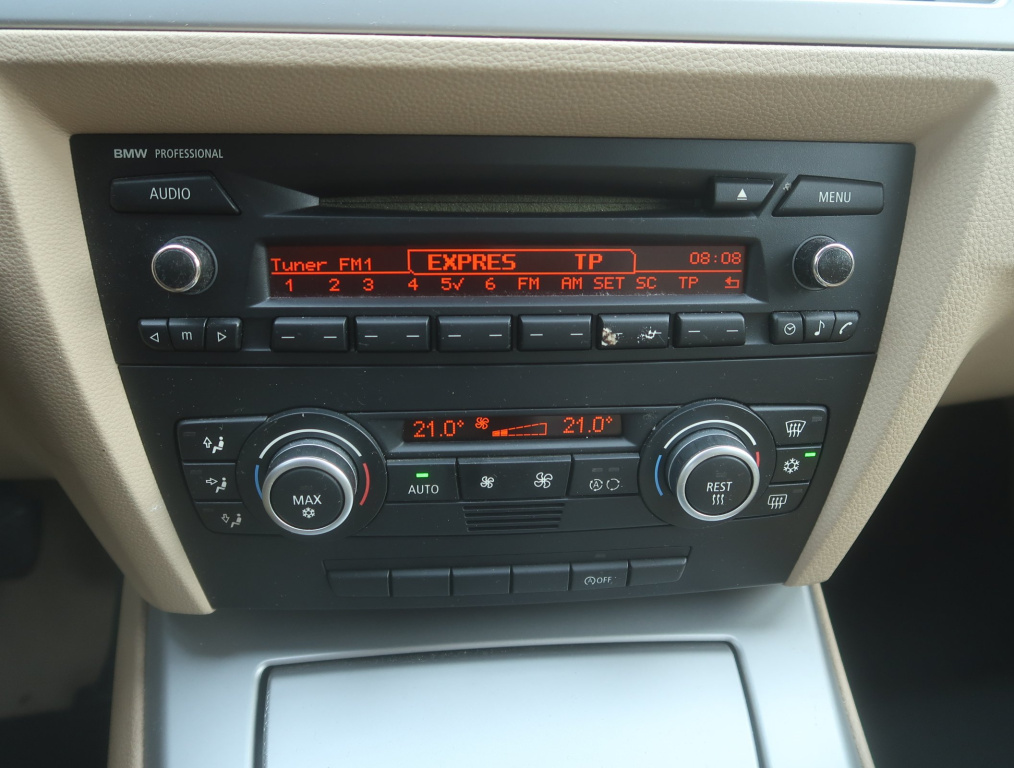 BMW PROFESSIONAL
AUDIO
MENU
Tuner FM1 EXPRES TP 08:08
1 2 3 4 5✓ 6 FM AM SET SC TP
m
21.0° 21.0°
MAX
AUTO
A
REST
A OFF